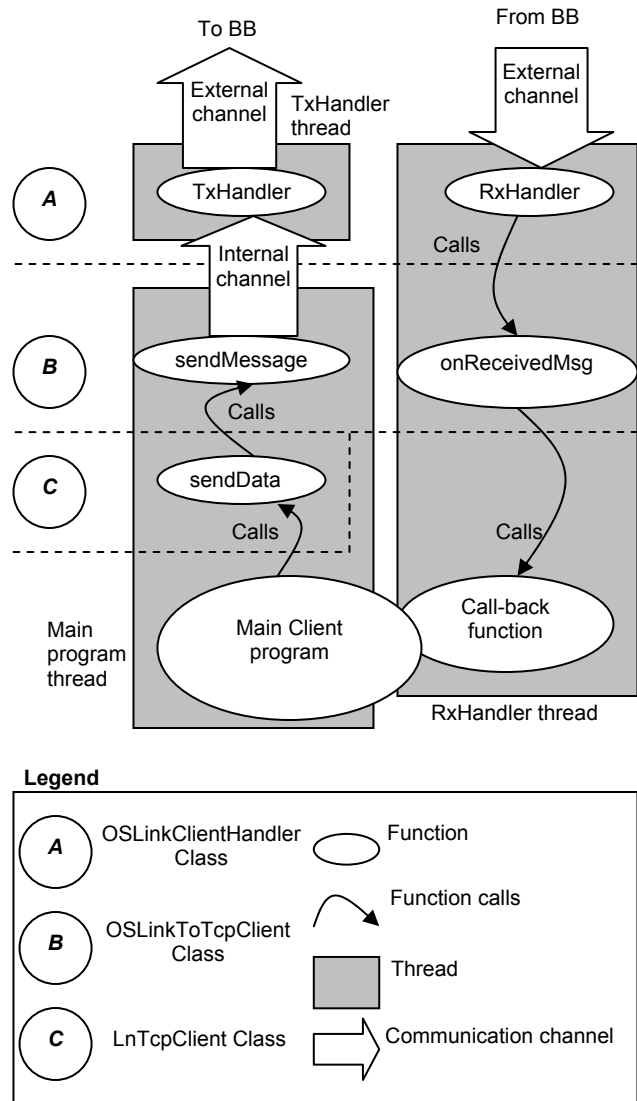 To BB
From BB
External
channel
External
channel
TxHandler
thread
A
TxHandler
RxHandler
Internal
channel
Calls
B
sendMessage
onReceivedMsg
Calls
C
sendData
Calls
Calls
Main
program
thread
Main Client
program
Call-back
function
RxHandler thread
Legend
A
OSLinkClientHandler
Class
Function
B
OSLinkToTcpClient
Class
Function calls
Thread
C
LnTcpClient Class
Communication channel